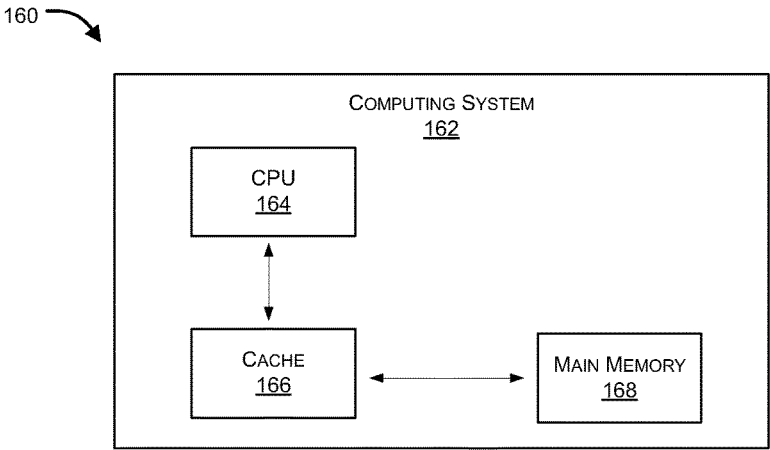 160
COMPUTING SYSTEM
162
CPU
164
CACHE
166
MAIN MEMORY
168